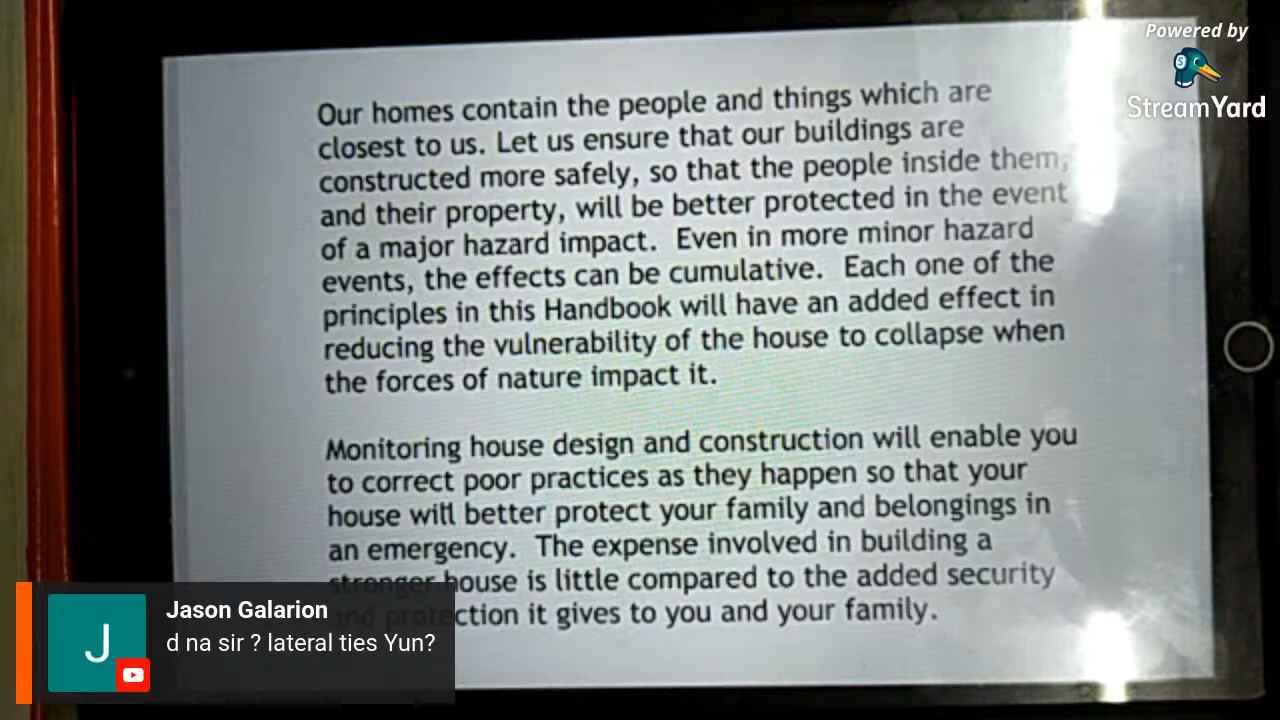 Powered by
StreamYard
Our homes contain the people and things which are
closest to us. Let us ensure that our buildings are
constructed more safely, so that the people inside them,
and their property, will be better protected in the event
of a major hazard impact. Even in more minor hazard
events, the effects can be cumulative. Each one of the
principles in this Handbook will have an added effect in
reducing the vulnerability of the house to collapse when
the forces of nature impact it.
Monitoring house design and construction will enable you
to correct poor practices as they happen so that your
house will better protect your family and belongings in
an emergency. The expense involved in building a
stronger house is little compared to the added security
and protection it gives to you and your family.
J
Jason Galarion
d na sir ? lateral ties Yun?